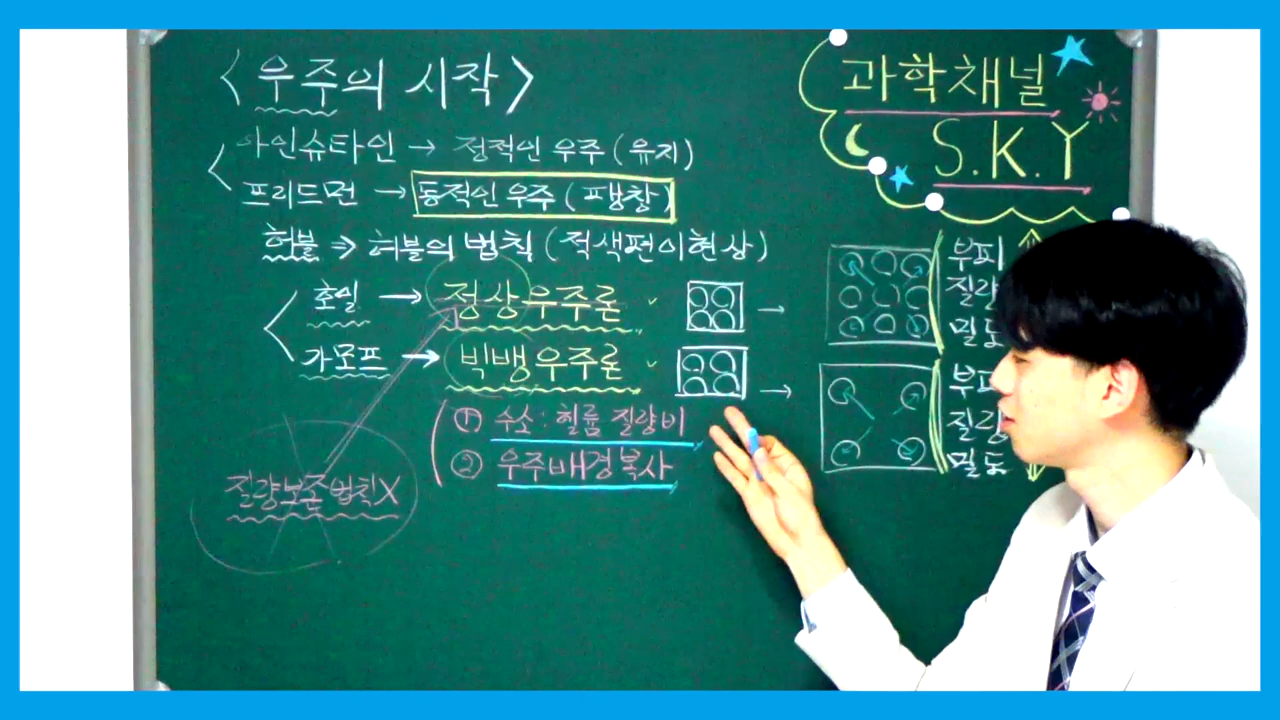 <우주의 시작>
과학채널
S.K.Y
아인슈타인 → 정적인 우주 (유지)
프리드먼 → 동적인 우주 (팽창)
허블 ⇒ 허블의 법칙 (적색편이현상)
호일 → 정상우주론
가모프 → 빅뱅우주론
① 수소 : 헬륨 질량비
② 우주배경복사
질량보존법칙X
부피
질량
밀도
부피
질량
밀도